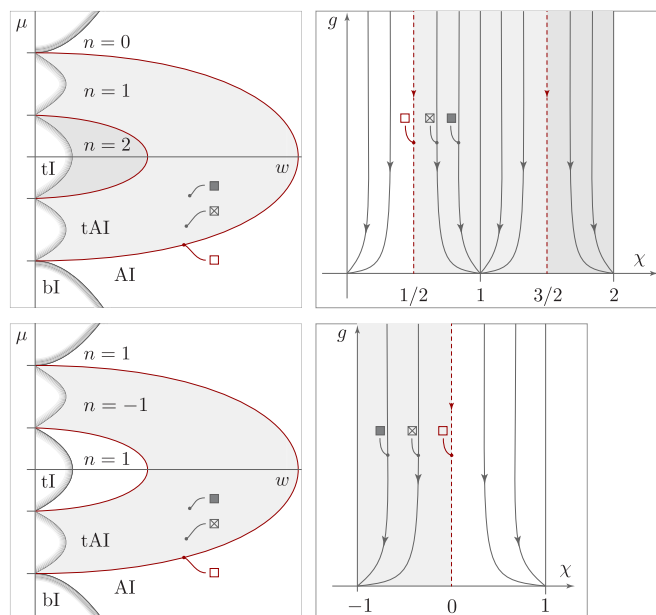 μ
n = 0
n = 1
n = 2
tI
w
tAI
bI
AI
g
χ
1/2
1
3/2
2
μ
n = 1
n = −1
n = 1
tI
w
tAI
bI
AI
g
χ
−1
0
1